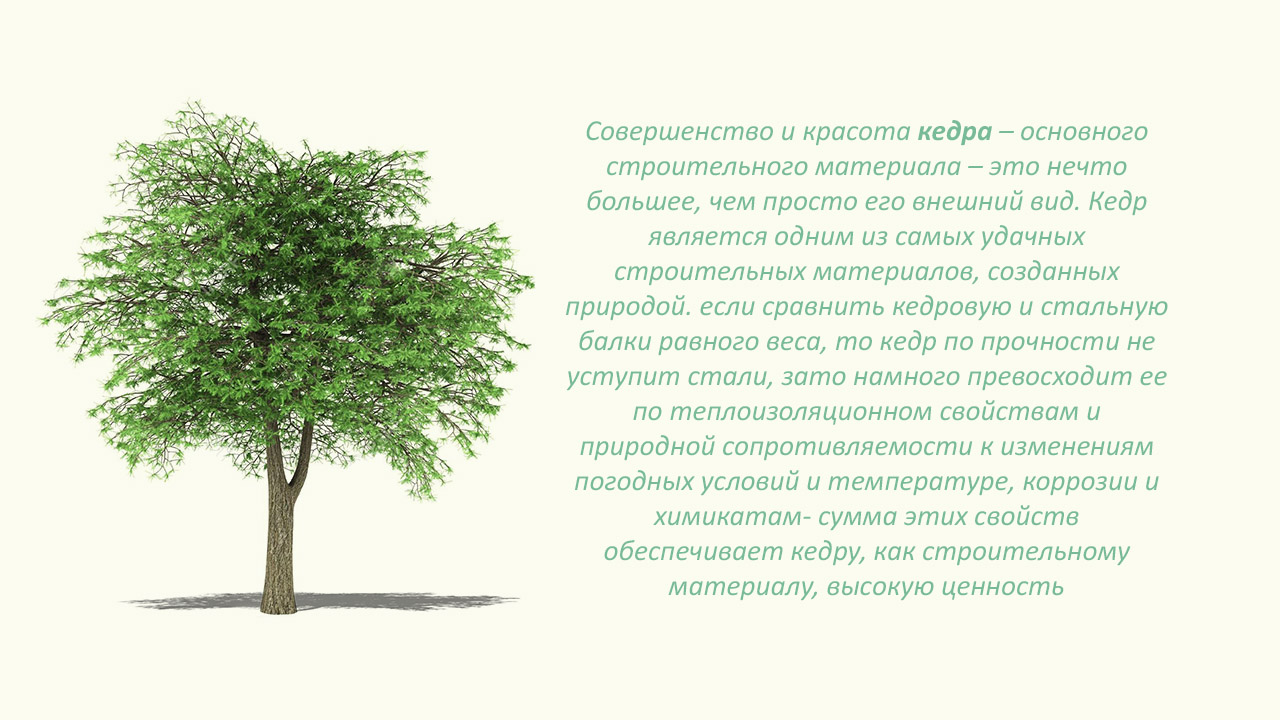 Совершенство и красота кедра – основного
строительного материала – это нечто
большее, чем просто его внешний вид. Кедр
является одним из самых удачных
строительных материалов, созданных
природой. если сравнить кедровую и стальную
балки равного веса, то кедр по прочности не
уступит стали, зато намного превосходит ее
по теплоизоляционном свойствам и
природной сопротивляемости к изменениям
погодных условий и температуре, коррозии и
химикатам- сумма этих свойств
обеспечивает кедру, как строительному
материалу, высокую ценность